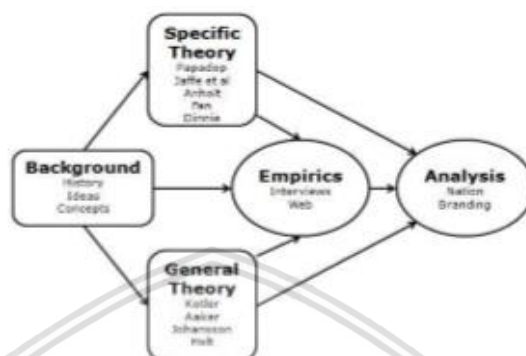 Specific
Theory
Papadop
Jaffe et al
Anholt
Fan
Dinnie
Background
History
Ideas
Concepts
Empirics
Interviews
Web
Analysis
Nation
Branding
General
Theory
Kotler
Aaker
Johansson
Holt